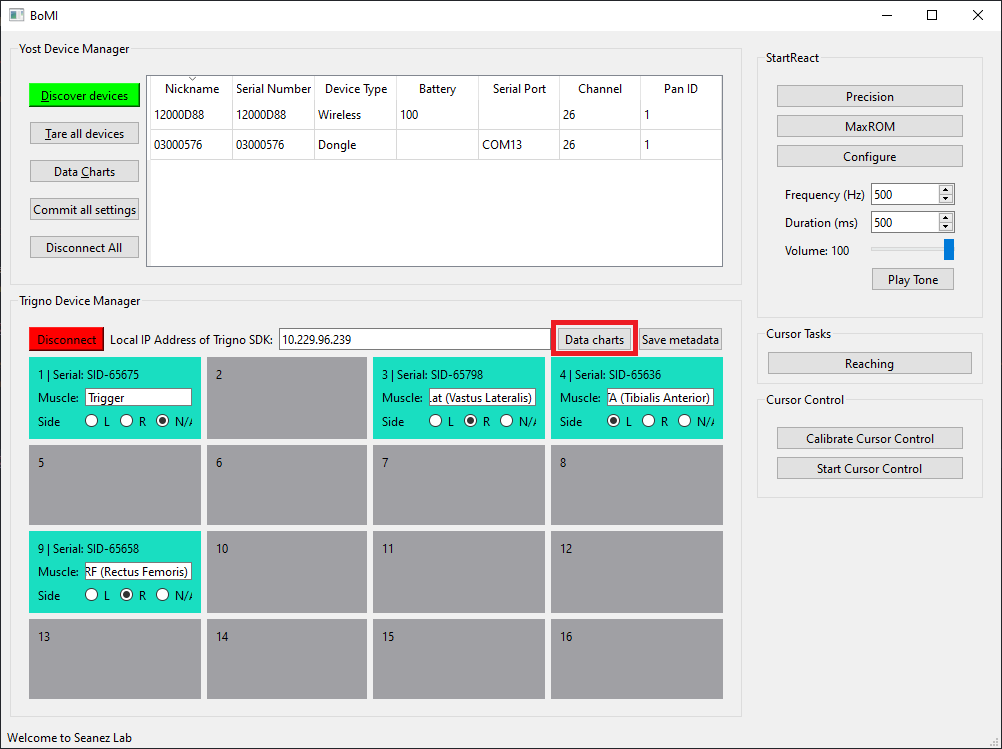 BoMI
Yost Device Manager
Discover devices
Tare all devices
Data Charts
Commit all settings
Disconnect All
Nickname Serial Number Device Type Battery Serial Port Channel Pan ID
12000D88 12000D88 Wireless 100 26 1
03000576 03000576 Dongle COM13 26 1
StartReact
Precision
MaxROM
Configure
Frequency (Hz) 500
Duration (ms) 500
Volume: 100
Play Tone
Trigno Device Manager
Disconnect Local IP Address of Trigno SDK: 10.229.96.239 Data charts Save metadata
1 | Serial: SID-65675
Muscle: Trigger
Side L R N/A
2
3 | Serial: SID-65798
Muscle: .at (Vastus Lateralis)
Side L R N/A
4 | Serial: SID-65636
Muscle: TA (Tibialis Anterior)
Side L R N/A
5
6
7
8
9 | Serial: SID-65658
Muscle: RF (Rectus Femoris)
Side L R N/A
10
11
12
13
14
15
16
Cursor Tasks
Reaching
Cursor Control
Calibrate Cursor Control
Start Cursor Control
Welcome to Seanez Lab